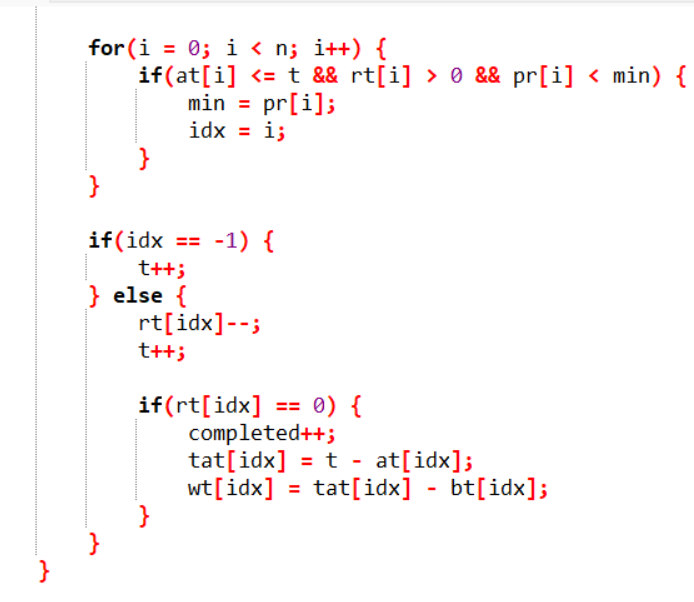 for(i = 0; i < n; i++) {
if(at[i] <= t && rt[i] > 0 && pr[i] < min) {
min = pr[i];
idx = i;
}
}
if(idx == -1) {
t++;
} else {
rt[idx]--;
t++;
if(rt[idx] == 0) {
completed++;
tat[idx] = t - at[idx];
wt[idx] = tat[idx] - bt[idx];
}
}
}